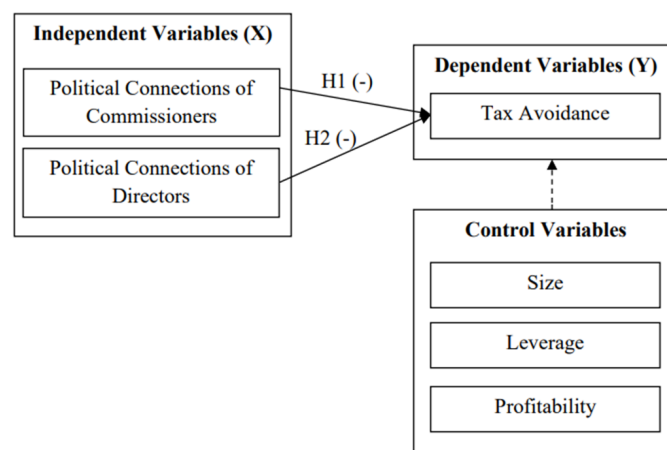 Independent Variables (X)
Political Connections of
Commissioners
Political Connections of
Directors
H1 (-)
H2 (-)
Dependent Variables (Y)
Tax Avoidance
Control Variables
Size
Leverage
Profitability